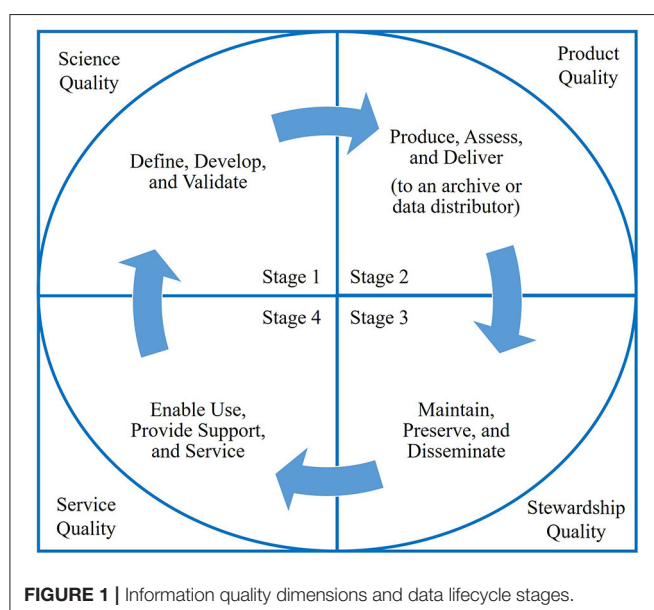 Science
Quality
Product
Quality
Define, Develop,
and Validate
Produce, Assess,
and Deliver
(to an archive or
data distributor)
Stage 1
Stage 2
Stage 4
Stage 3
Enable Use,
Provide Support,
and Service
Maintain,
Preserve, and
Disseminate
Service
Quality
Stewardship
Quality
FIGURE 1 | Information quality dimensions and data lifecycle stages.